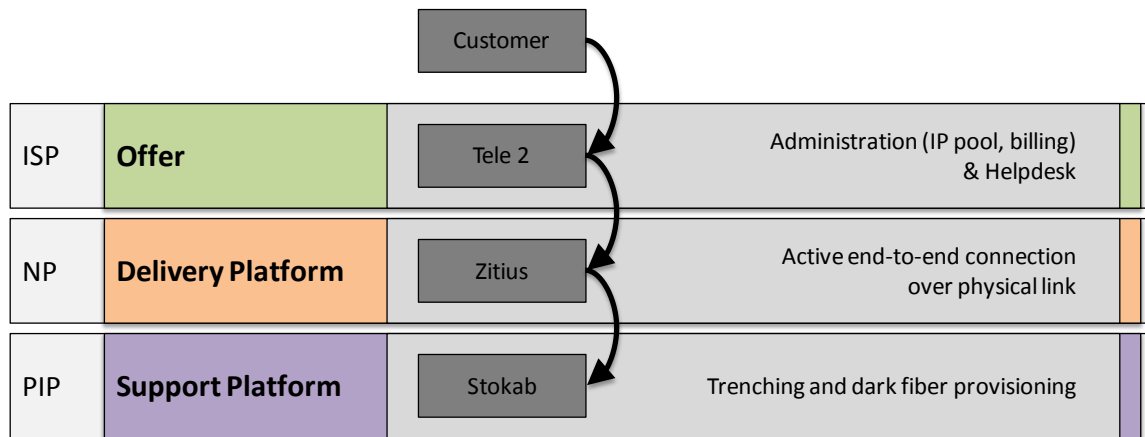 Customer
ISP
Offer
Tele 2
Administration (IP pool, billing)
& Helpdesk
NP
Delivery Platform
Zitius
Active end-to-end connection
over physical link
PIP
Support Platform
Stokab
Trenching and dark fiber provisioning